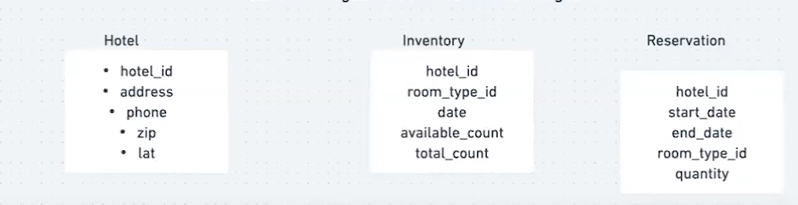 Hotel
• hotel_id
• address
• phone
• zip
• lat
Inventory
hotel_id
room_type_id
date
available_count
total_count
Reservation
hotel_id
start_date
end_date
room_type_id
quantity